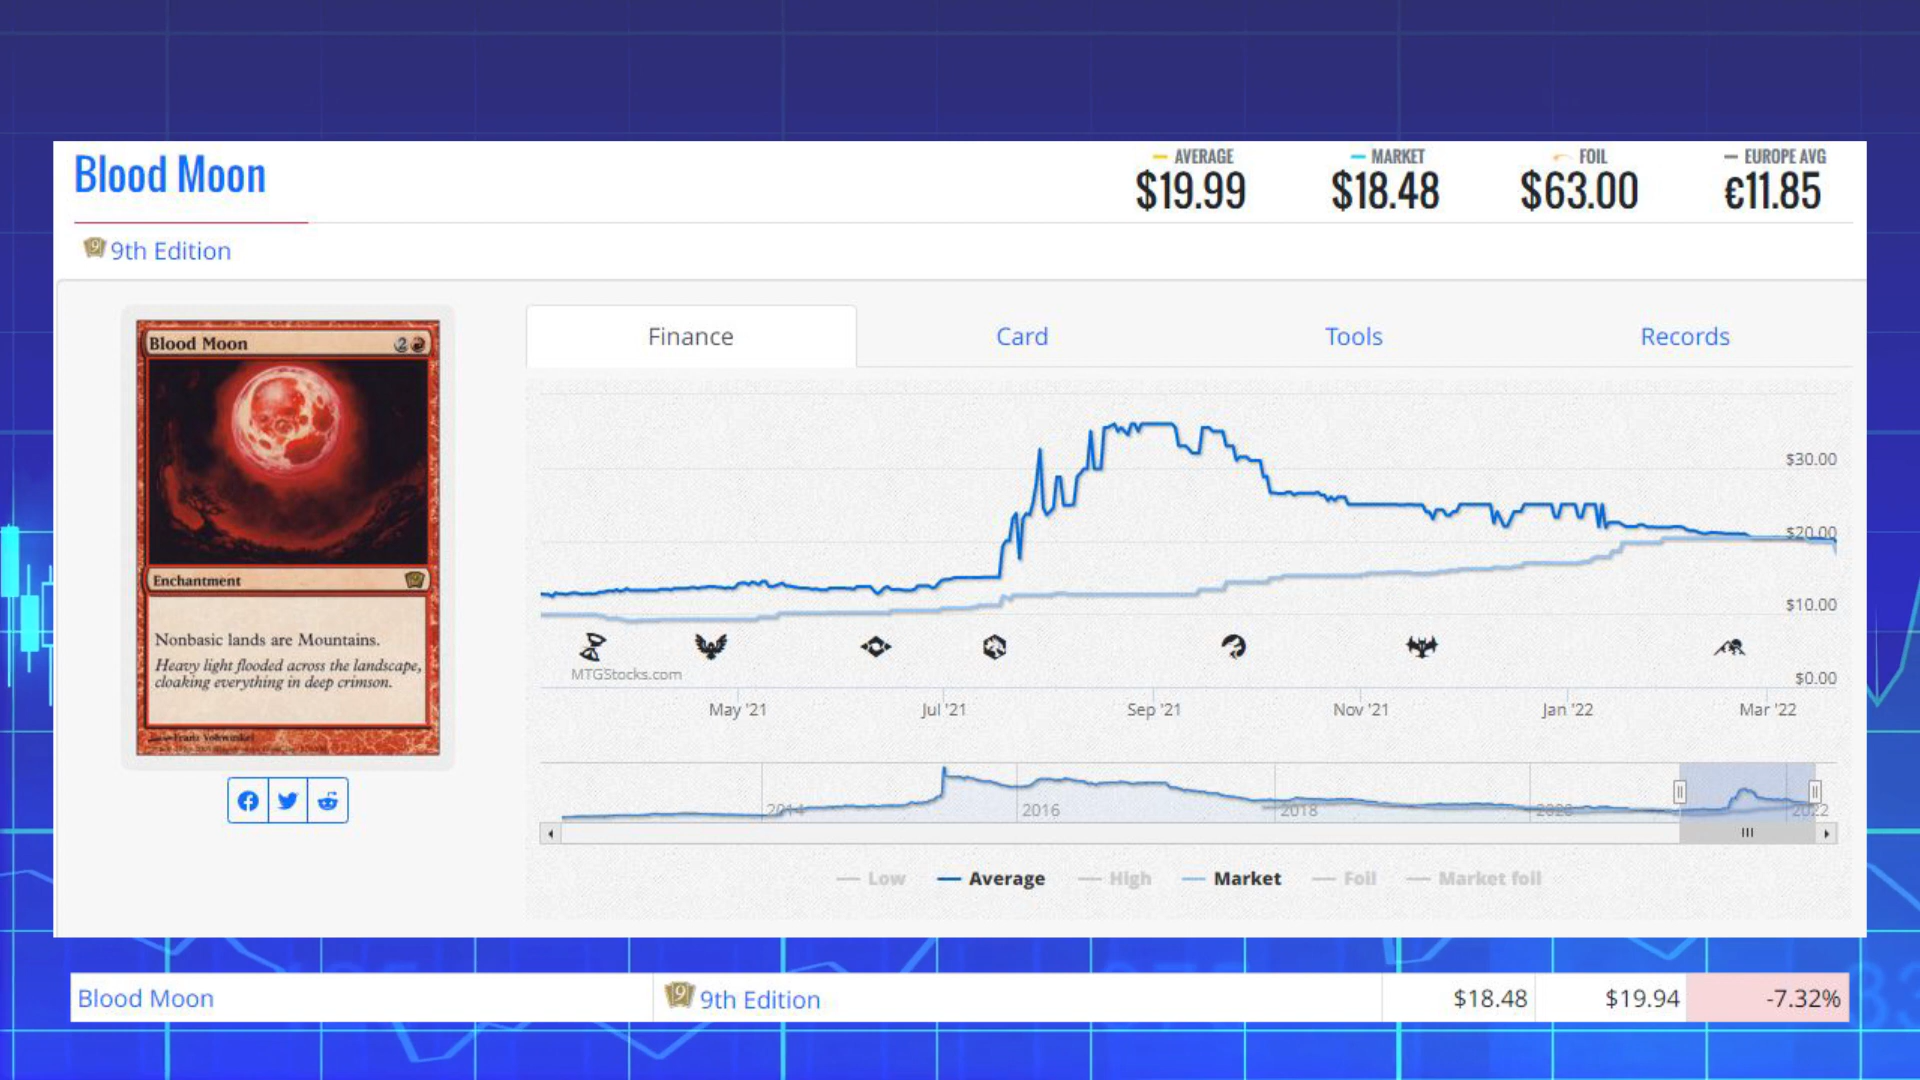 Blood Moon
AVERAGE
$19.99
MARKET
$18.48
FOIL
$63.00
EUROPE AVG
€11.85
9th Edition
Finance
Card
Tools
Records
Blood Moon 2
Enchantment
Nonbasic lands are Mountains.
Heavy light flooded across the landscape,
cloaking everything in deep crimson.
Franz Vohwinkel
$30.00
$20.00
$10.00
$0.00
MTGStocks.com
May '21
Jul '21
Sep '21
Nov '21
Jan '22
Mar '22
2014
2016
2018
2020
2022
Low
Average
High
Market
Foil
Market foil
Blood Moon
9th Edition
$18.48
$19.94
-7.32%